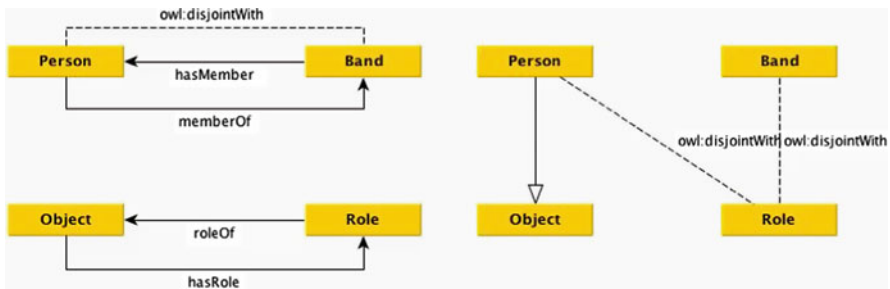 owl:disjointWith
Person
Band
hasMember
memberOf
Object
Role
roleOf
hasRole
Person
Band
owl:disjointWith
owl:disjointWith
Object
Role